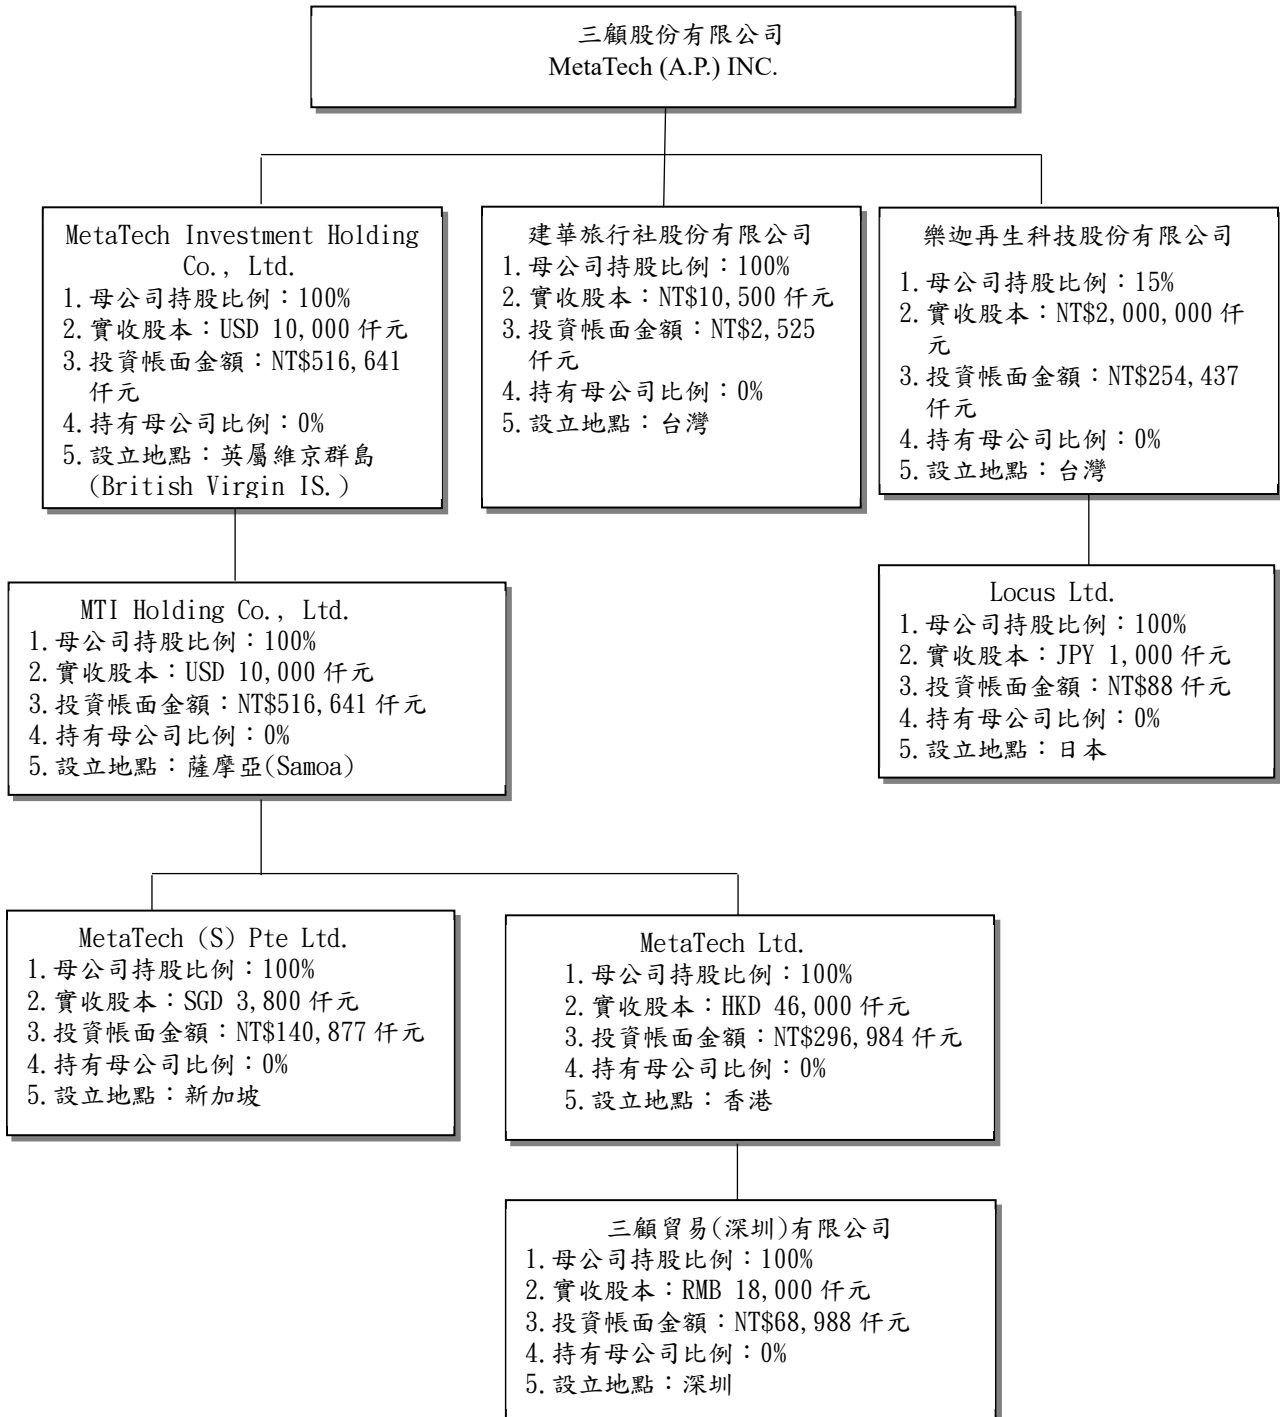 三顧股份有限公司
MetaTech (A.P.) INC.
MetaTech Investment Holding
Co., Ltd.
1.母公司持股比例：100%
2.實收股本：USD 10,000 仟元
3.投資帳面金額：NT$516,641
仟元
4.持有母公司比例：0%
5.設立地點：英屬維京群島
(British Virgin IS.)
建華旅行社股份有限公司
1.母公司持股比例：100%
2.實收股本：NT$10,500 仟元
3.投資帳面金額：NT$2,525
仟元
4.持有母公司比例：0%
5.設立地點：台灣
樂迦再生科技股份有限公司
1.母公司持股比例：15%
2.實收股本：NT$2,000,000 仟
元
3.投資帳面金額：NT$254,437
仟元
4.持有母公司比例：0%
5.設立地點：台灣
MTI Holding Co., Ltd.
1.母公司持股比例：100%
2.實收股本：USD 10,000 仟元
3.投資帳面金額：NT$516,641 仟元
4.持有母公司比例：0%
5.設立地點：薩摩亞(Samoa)
Locus Ltd.
1.母公司持股比例：100%
2.實收股本：JPY 1,000 仟元
3.投資帳面金額：NT$88 仟元
4.持有母公司比例：0%
5.設立地點：日本
MetaTech (S) Pte Ltd.
1.母公司持股比例：100%
2.實收股本：SGD 3,800 仟元
3.投資帳面金額：NT$140,877 仟元
4.持有母公司比例：0%
5.設立地點：新加坡
MetaTech Ltd.
1.母公司持股比例：100%
2.實收股本：HKD 46,000 仟元
3.投資帳面金額：NT$296,984 仟元
4.持有母公司比例：0%
5.設立地點：香港
三顧貿易(深圳)有限公司
1.母公司持股比例：100%
2.實收股本：RMB 18,000 仟元
3.投資帳面金額：NT$68,988 仟元
4.持有母公司比例：0%
5.設立地點：深圳